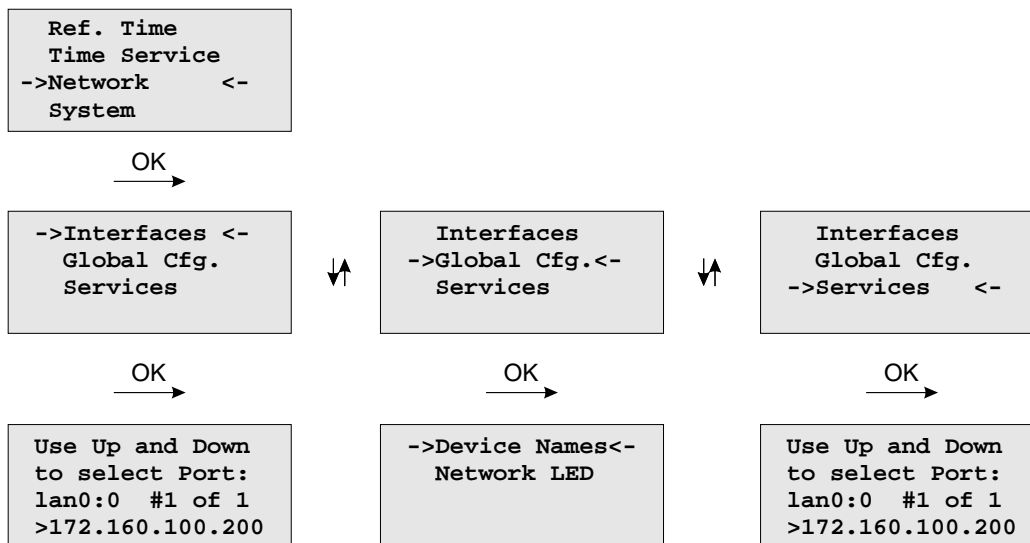 Ref. Time
Time Service
->Network <-
System
OK
->Interfaces <-
Global Cfg.
Services
Interfaces
->Global Cfg.<-
Services
Interfaces
Global Cfg.
->Services <-
OK
OK
OK
Use Up and Down
to select Port:
lan0:0 #1 of 1
>172.160.100.200
->Device Names<-
Network LED
Use Up and Down
to select Port:
lan0:0 #1 of 1
>172.160.100.200